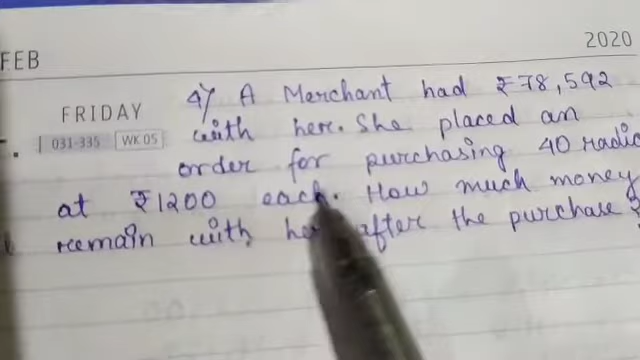 FEB
2020
FRIDAY
031-335 WK 05
4) A Merchant had ₹78,592
with her. She placed an
order for purchasing 40 radio
at ₹1200 each. How much money
remain with after the purchase?